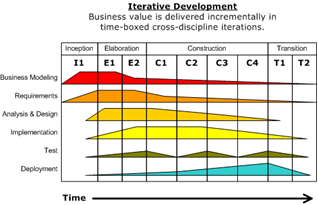 Iterative Development
Business value is delivered incrementally in
time-boxed cross-discipline iterations.
Inception Elaboration Construction Transition
I1 E1 E2 C1 C2 C3 C4 T1 T2
Business Modeling
Requirements
Analysis & Design
Implementation
Test
Deployment
Time